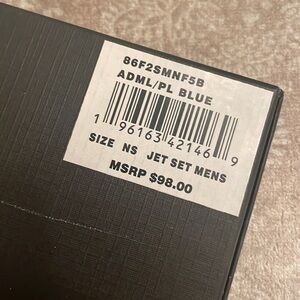 86F2SMNF5B
ADML/PL BLUE
1 96163 42146 9
SIZE NS JET SET MENS
MSRP $98.00